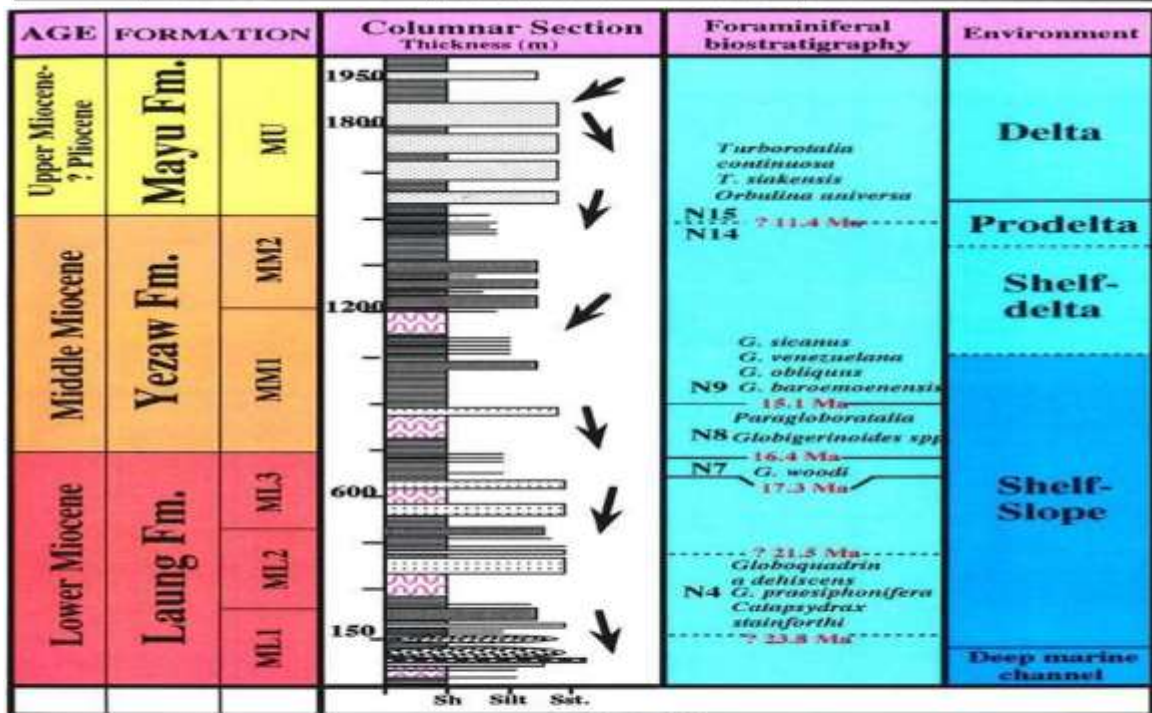 AGE
FORMATION
Columnar Section
Thickness (m)
Foraminiferal
biostratigraphy
Environment
Upper Miocene-
? Pliocene
Mayu Fm.
MU
Middle Miocene
Yezaw Fm.
MM2
MM1
Lower Miocene
Laung Fm.
ML3
ML2
ML1
1950
1800
1200
600
150
Sh
Silt
Sst.
Turborotalia
continuosa
T. siakensis
Orbulina universa
N15
? 11.4 Ma
N14
G. sicanus
G. venezuelana
G. obliquus
N9 G. baroemoenensis
15.1 Ma
Paragloboratalia
N8 Globigerinoides spp
16.4 Ma
N7 G. woodi
17.3 Ma
? 21.5 Ma
Globoquadrin
a dehiscens
N4 G. praesiphonifera
Catapsydrax
stainforthi
? 23.8 Ma
Delta
Prodelta
Shelf-
delta
Shelf-
Slope
Deep marine
channel